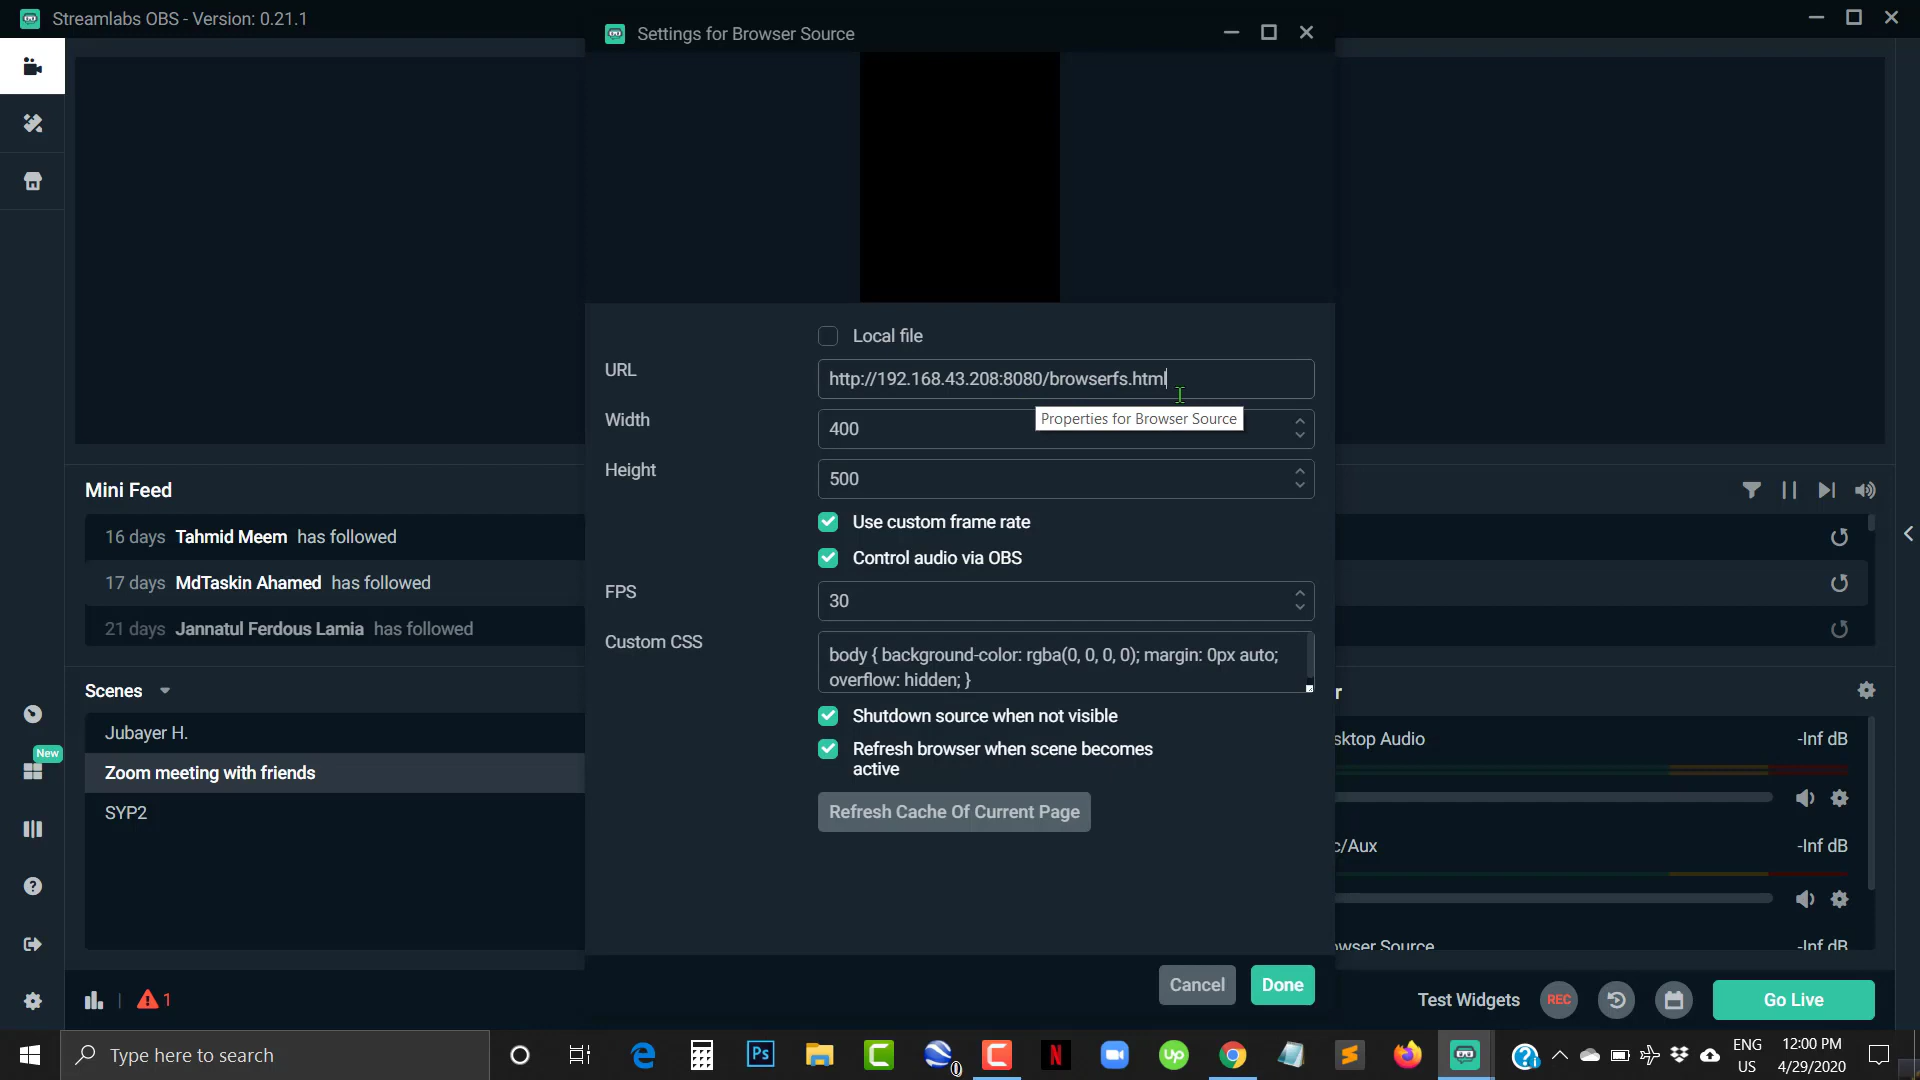 Streamlabs OBS - Version: 0.21.1
Settings for Browser Source
Local file
URL
http://192.168.43.208:8080/browserfs.html
Properties for Browser Source
Width
400
Height
500
Use custom frame rate
Control audio via OBS
FPS
30
Custom CSS
body { background-color: rgba(0, 0, 0, 0); margin: 0px auto;
overflow: hidden; }
Shutdown source when not visible
Refresh browser when scene becomes
active
Refresh Cache Of Current Page
Cancel
Done
Mini Feed
16 days Tahmid Meem has followed
17 days MdTaskin Ahamed has followed
21 days Jannatul Ferdous Lamia has followed
Scenes
Jubayer H.
Zoom meeting with friends
SYP2
New
r
sktop Audio
-Inf dB
c/Aux
-Inf dB
wser Source
-Inf dB
1
Test Widgets
REC
Go Live
Type here to search
Ps
N
up
0
ENG
US
12:00 PM
4/29/2020